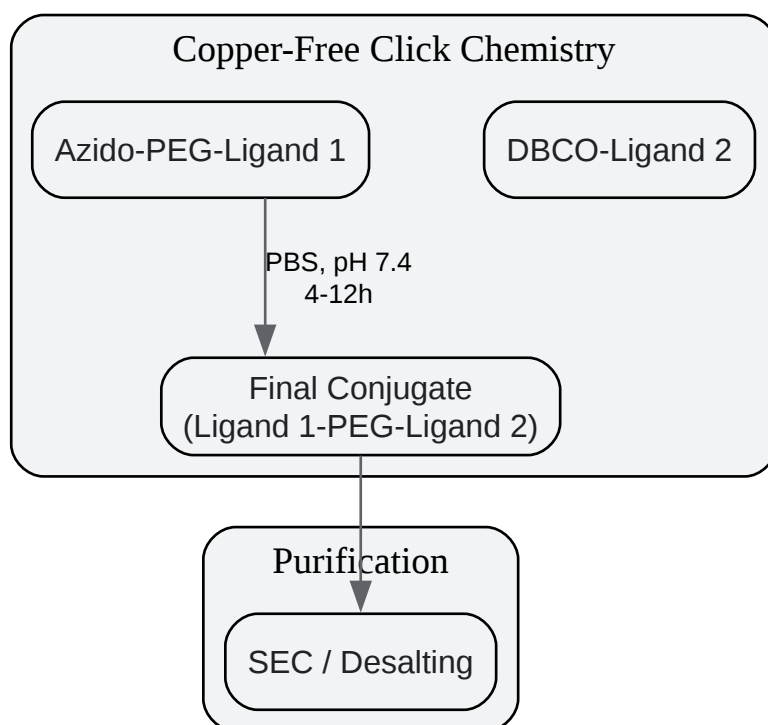 Copper-Free Click Chemistry
Azido-PEG-Ligand 1
DBCO-Ligand 2
PBS, pH 7.4
4-12h
Final Conjugate
(Ligand 1-PEG-Ligand 2)
Purification
SEC / Desalting